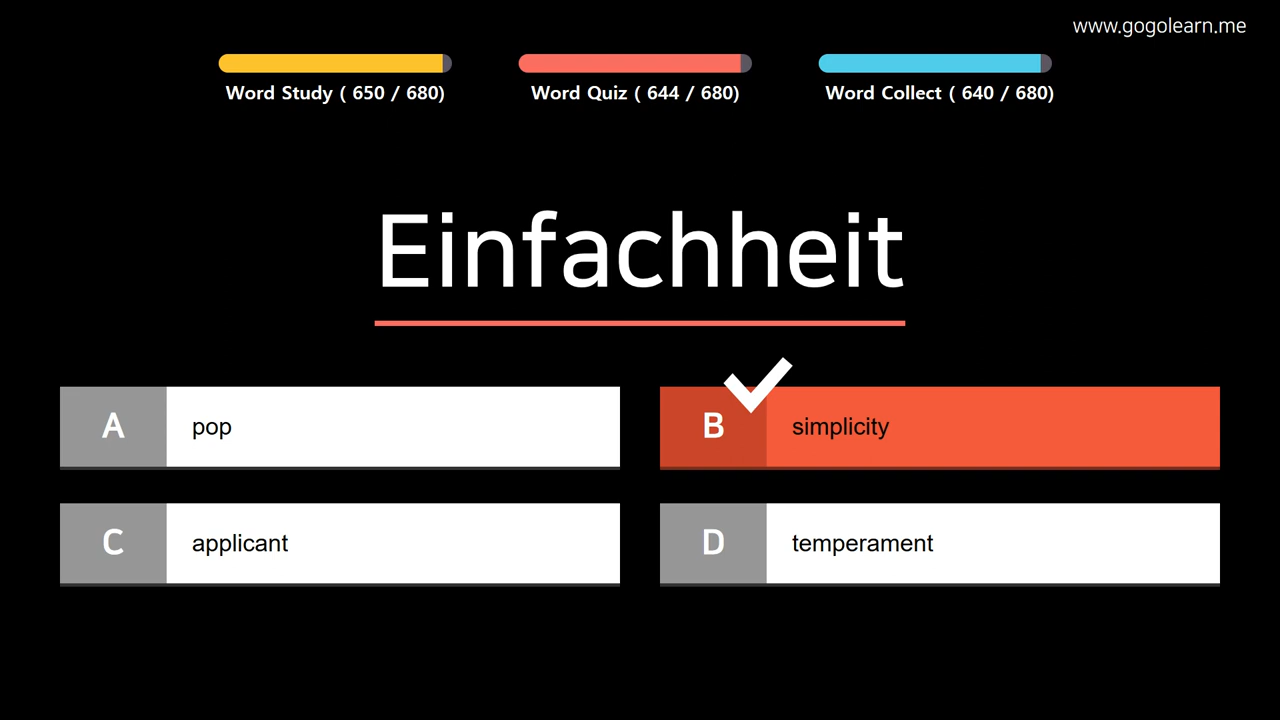 www.gogolearn.me
Word Study ( 650 / 680)
Word Quiz ( 644 / 680)
Word Collect ( 640 / 680)
Einfachheit
A pop
B simplicity
C applicant
D temperament